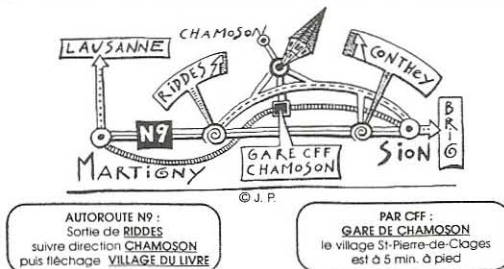 CHAMOSON
LAUSANNE
RIDDES
CONTHEY
N9
BRIG
MARTIGNY
GARE CFF
CHAMOSON
SION
© J. P.
AUTOROUTE N9 :
Sortie de RIDDES
suivre direction CHAMOSON
puis fléchage VILLAGE DU LIVRE
PAR CFF :
GARE DE CHAMOSON
le village St-Pierre-de-Clages
est à 5 min. à pied